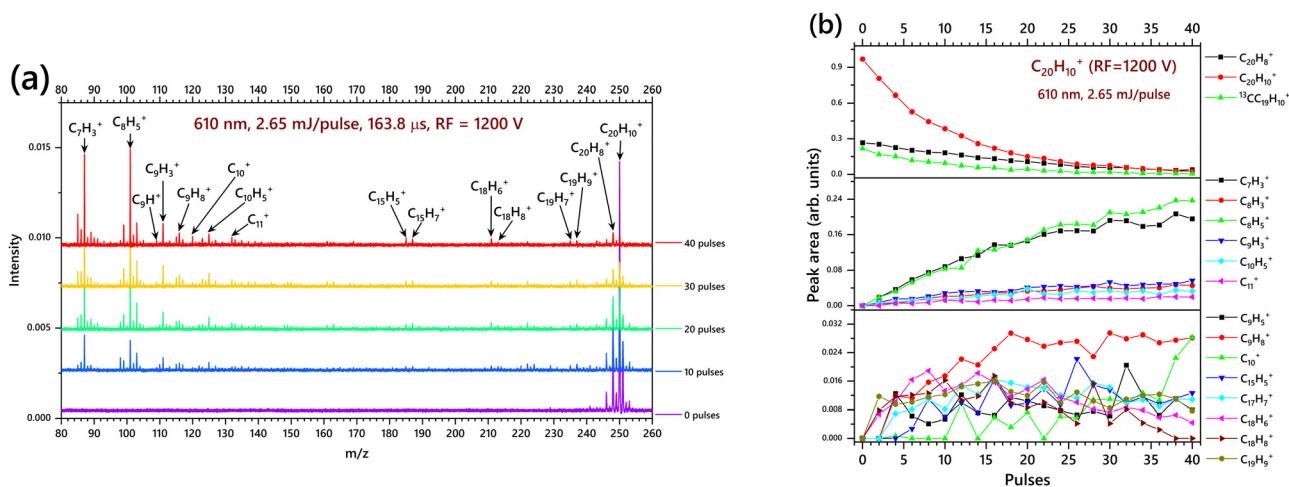 (a)
80 90 100 110 120 130 140 150 160 170 180 190 200 210 220 230 240 250 260
610 nm, 2.65 mJ/pulse, 163.8 μs, RF = 1200 V
C₇H₃⁺
C₈H₅⁺
C₉H⁺
C₉H₃⁺
C₉H₈⁺
C₁₀⁺
C₁₀H₅⁺
C₁₁⁺
C₁₅H₅⁺
C₁₅H₇⁺
C₁₈H₆⁺
C₁₈H₈⁺
C₁₉H₇⁺
C₁₉H₉⁺
C₂₀H₈⁺
C₂₀H₁₀⁺
0.015
0.010
0.005
0.000
Intensity
40 pulses
30 pulses
20 pulses
10 pulses
0 pulses
80 90 100 110 120 130 140 150 160 170 180 190 200 210 220 230 240 250 260
m/z
(b)
0 5 10 15 20 25 30 35 40
C₂₀H₁₀⁺ (RF=1200 V)
610 nm, 2.65 mJ/pulse
0.9
0.6
0.3
0.0
C₂₀H₈⁺
C₂₀H₁₀⁺
¹³CC₁₉H₁₀⁺
Peak area (arb. units)
0.2
0.1
0.0
C₇H₃⁺
C₈H₃⁺
C₈H₅⁺
C₉H₃⁺
C₁₀H₅⁺
C₁₁⁺
0.032
0.024
0.016
0.008
0.000
C₉H₅⁺
C₉H₈⁺
C₁₀⁺
C₁₅H₅⁺
C₁₇H₇⁺
C₁₈H₆⁺
C₁₈H₈⁺
C₁₉H₉⁺
0 5 10 15 20 25 30 35 40
Pulses